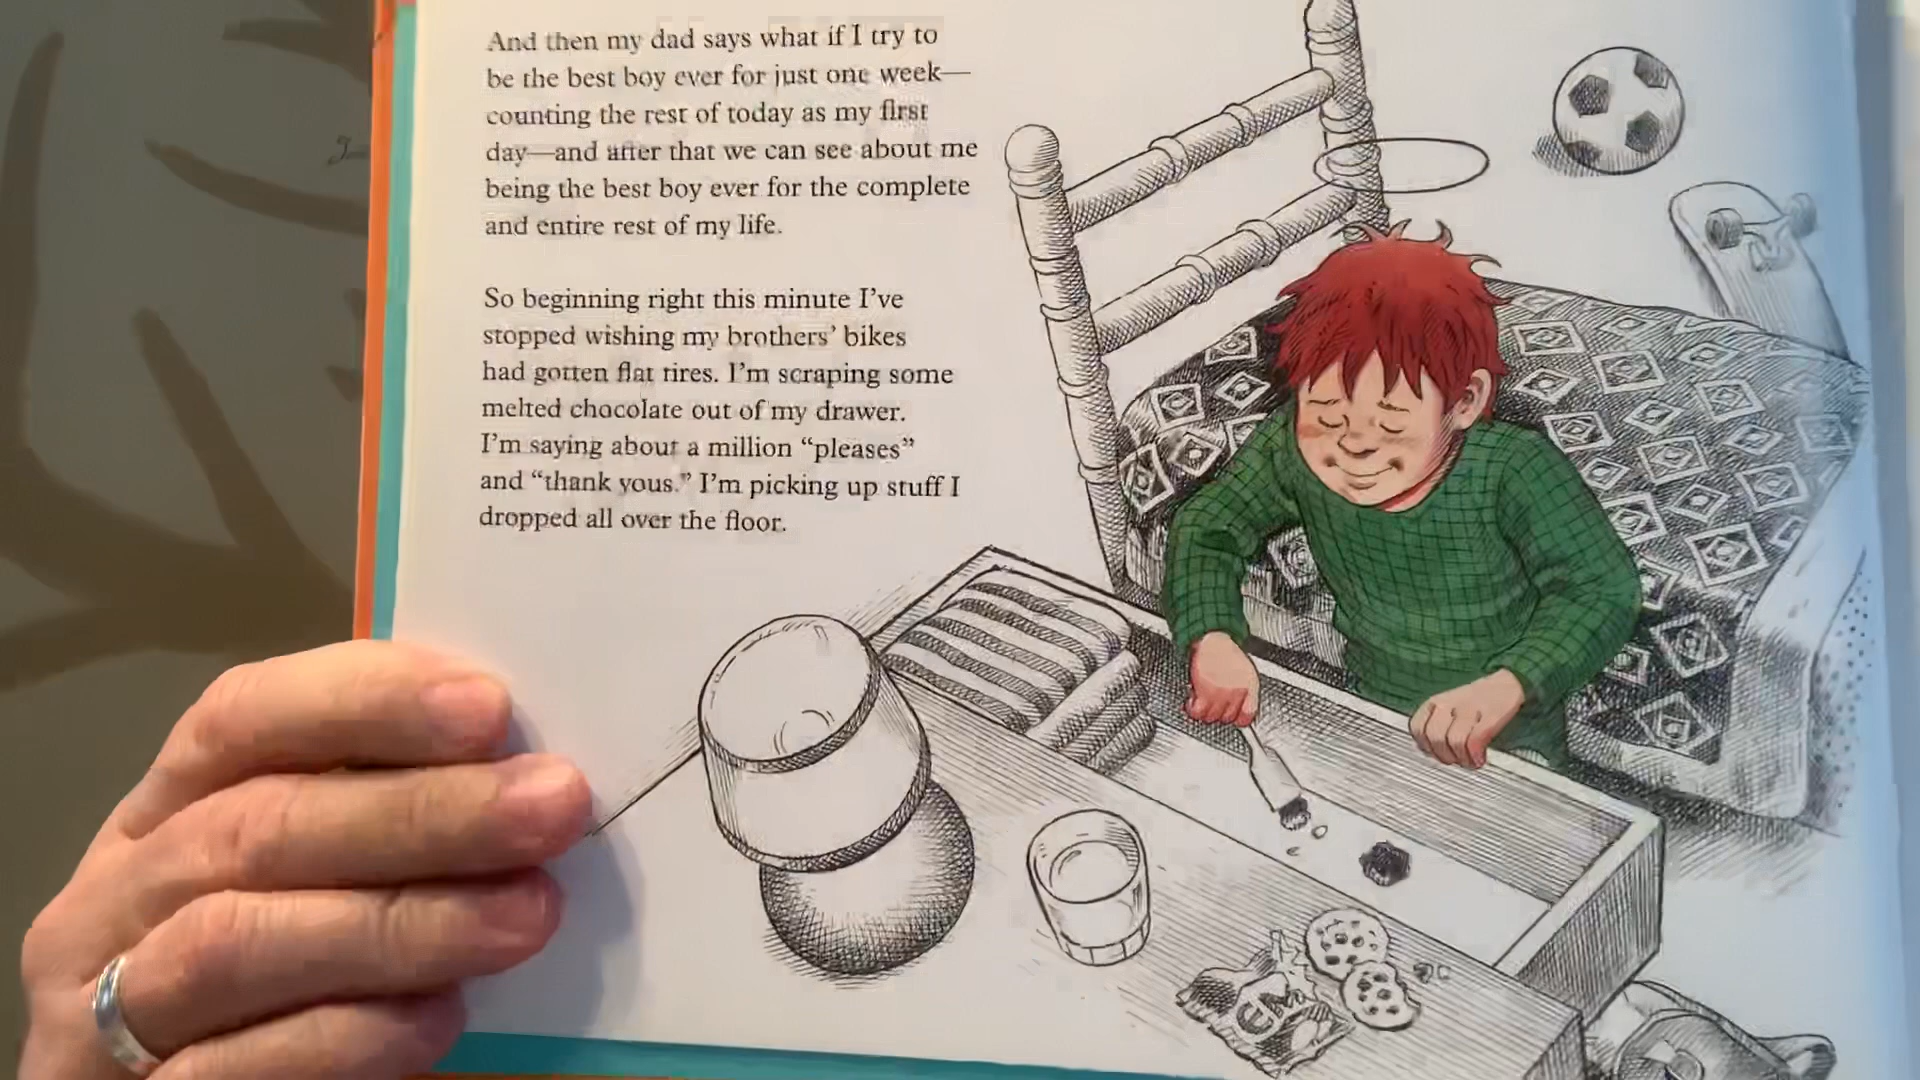 And then my dad says what if I try to
be the best boy ever for just one week—
counting the rest of today as my first
day—and after that we can see about me
being the best boy ever for the complete
and entire rest of my life.
So beginning right this minute I've
stopped wishing my brothers' bikes
had gotten flat tires. I'm scraping some
melted chocolate out of my drawer.
I'm saying about a million “pleases”
and “thank yous.” I'm picking up stuff I
dropped all over the floor.